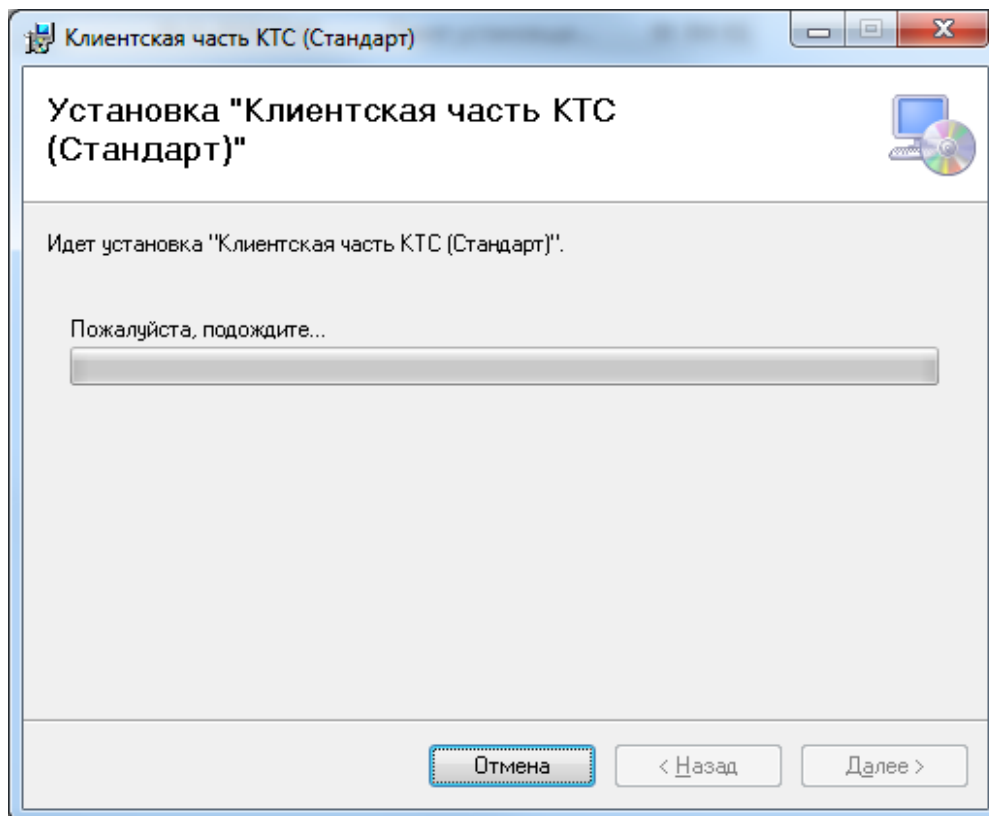 Клиентская часть КТС (Стандарт)
Установка "Клиентская часть КТС
(Стандарт)"
Идет установка "Клиентская часть КТС (Стандарт)".
Пожалуйста, подождите...
Отмена
< Назад
Далее >